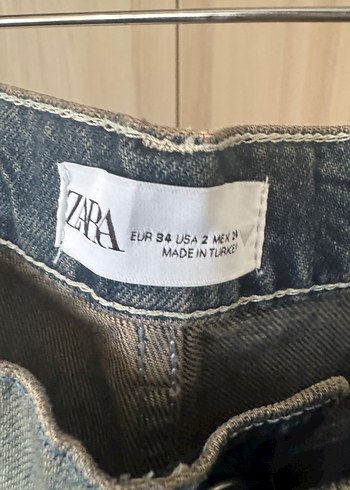 ZARA
EUR 34 USA 2 MEX 24
MADE IN TURKEY